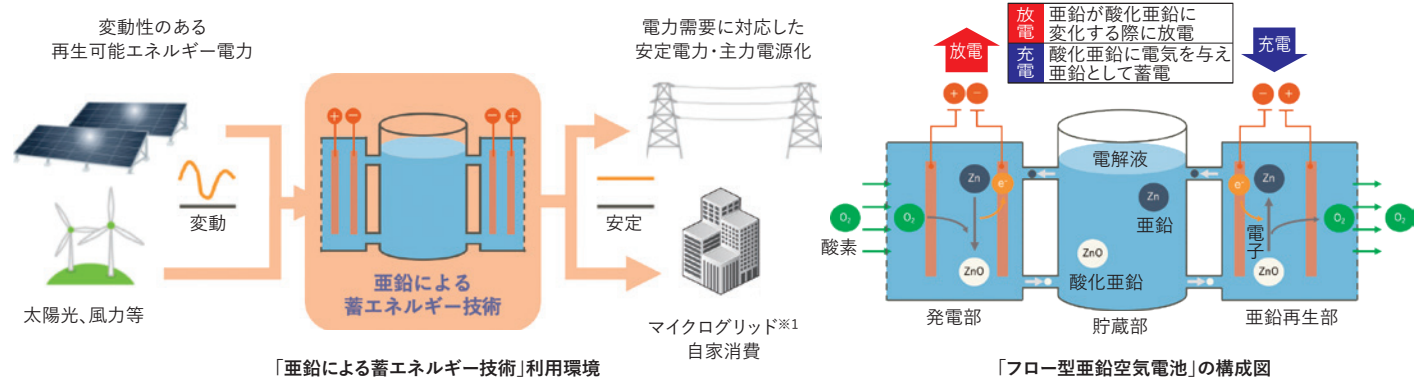 変動性のある
再生可能エネルギー電力
変動
太陽光、風力等
亜鉛による
蓄エネルギー技術
電力需要に対応した
安定電力・主力電源化
安定
マイクログリッド※1
自家消費
「亜鉛による蓄エネルギー技術」利用環境
放電
放電 亜鉛が酸化亜鉛に
変化する際に放電
充電 酸化亜鉛に電気を与え
亜鉛として蓄電
充電
+ −
− +
電解液
Zn
e-
Zn
亜鉛
e-
Zn
O2
O2
酸素
電子
O2
O2
ZnO
ZnO
酸化亜鉛
ZnO
発電部
貯蔵部
亜鉛再生部
「フロー型亜鉛空気電池」の構成図